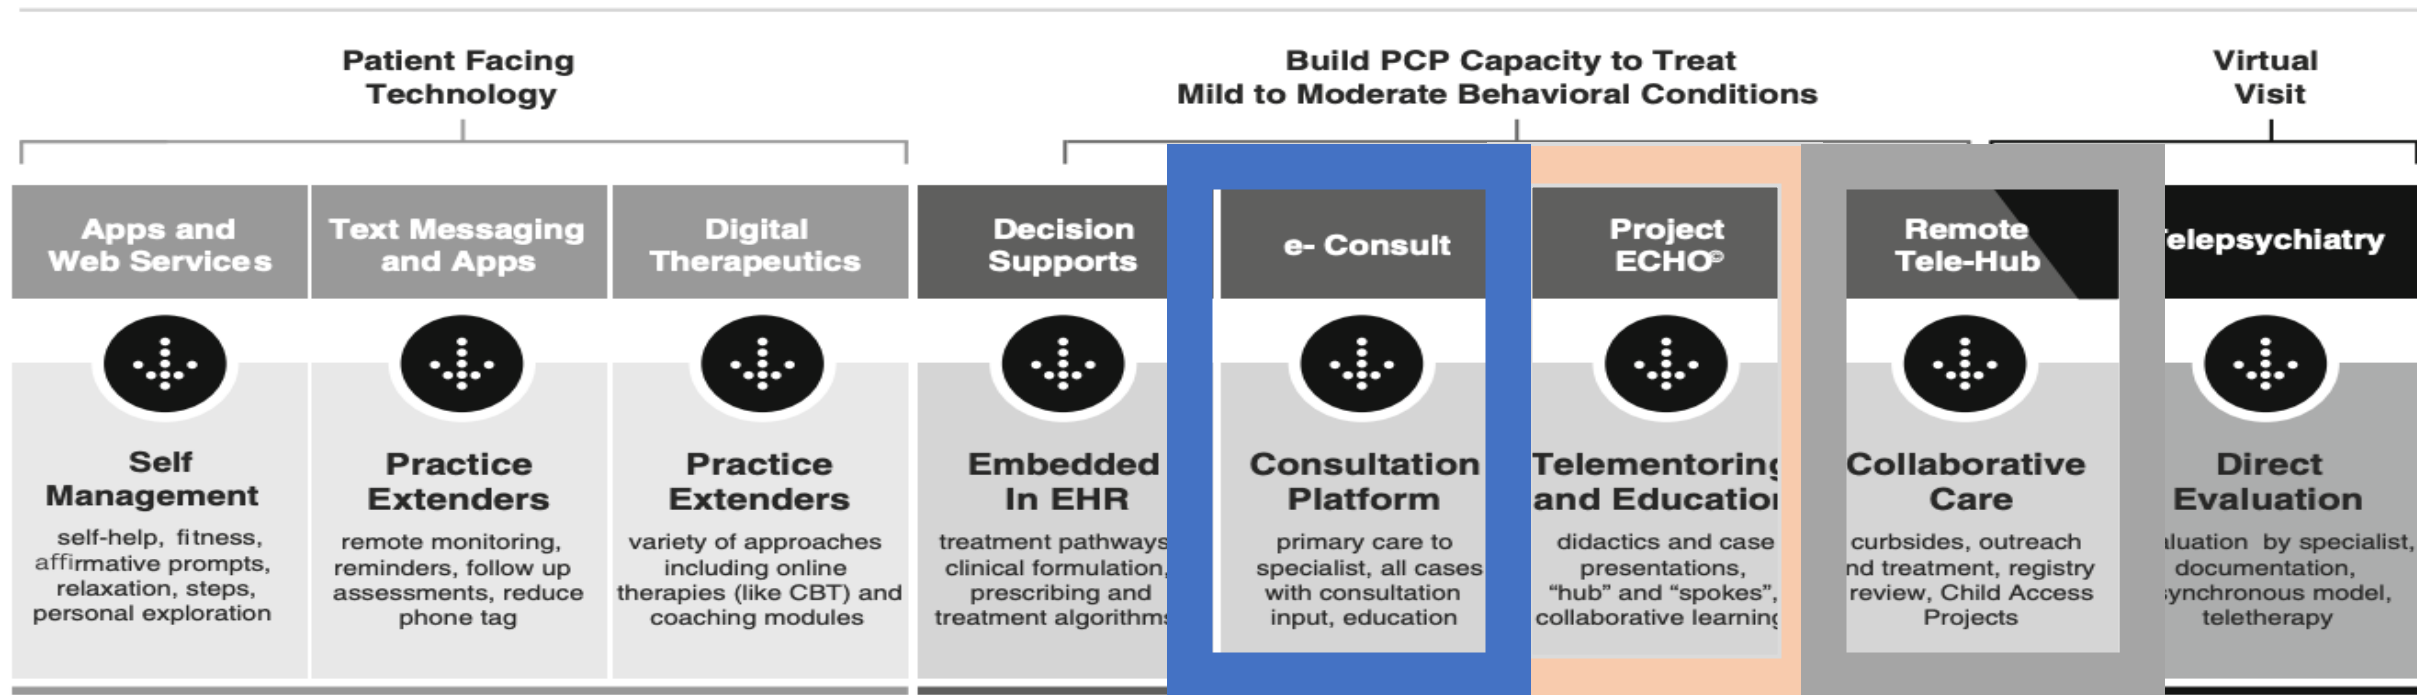 Patient Facing
Technology
Build PCP Capacity to Treat
Mild to Moderate Behavioral Conditions
Virtual
Visit
Apps and
Web Services
Text Messaging
and Apps
Digital
Therapeutics
Decision
Supports
e- Consult
Project
ECHO©
Remote
Tele-Hub
elepsychiatry
Self
Management
self-help, fitness,
affirmative prompts,
relaxation, steps,
personal exploration
Practice
Extenders
remote monitoring,
reminders, follow up
assessments, reduce
phone tag
Practice
Extenders
variety of approaches
including online
therapies (like CBT) and
coaching modules
Embedded
In EHR
treatment pathways
clinical formulation,
prescribing and
treatment algorithms
Consultation
Platform
primary care to
specialist, all cases
with consultation
input, education
Telementoring
and Education
didactics and case
presentations,
“hub” and “spokes”,
collaborative learning
Collaborative
Care
curbsides, outreach
nd treatment, registry
review, Child Access
Projects
Direct
Evaluation
aluation by specialist,
documentation,
synchronous model,
teletherapy